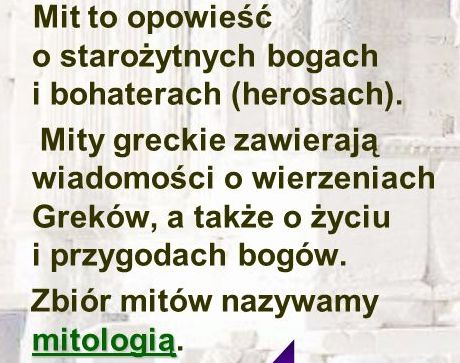 Mit to opowieść
o starożytnych bogach
i bohaterach (herosach).
Mity greckie zawierają
wiadomości o wierzeniach
Greków, a także o życiu
i przygodach bogów.
Zbiór mitów nazywamy
mitologią.